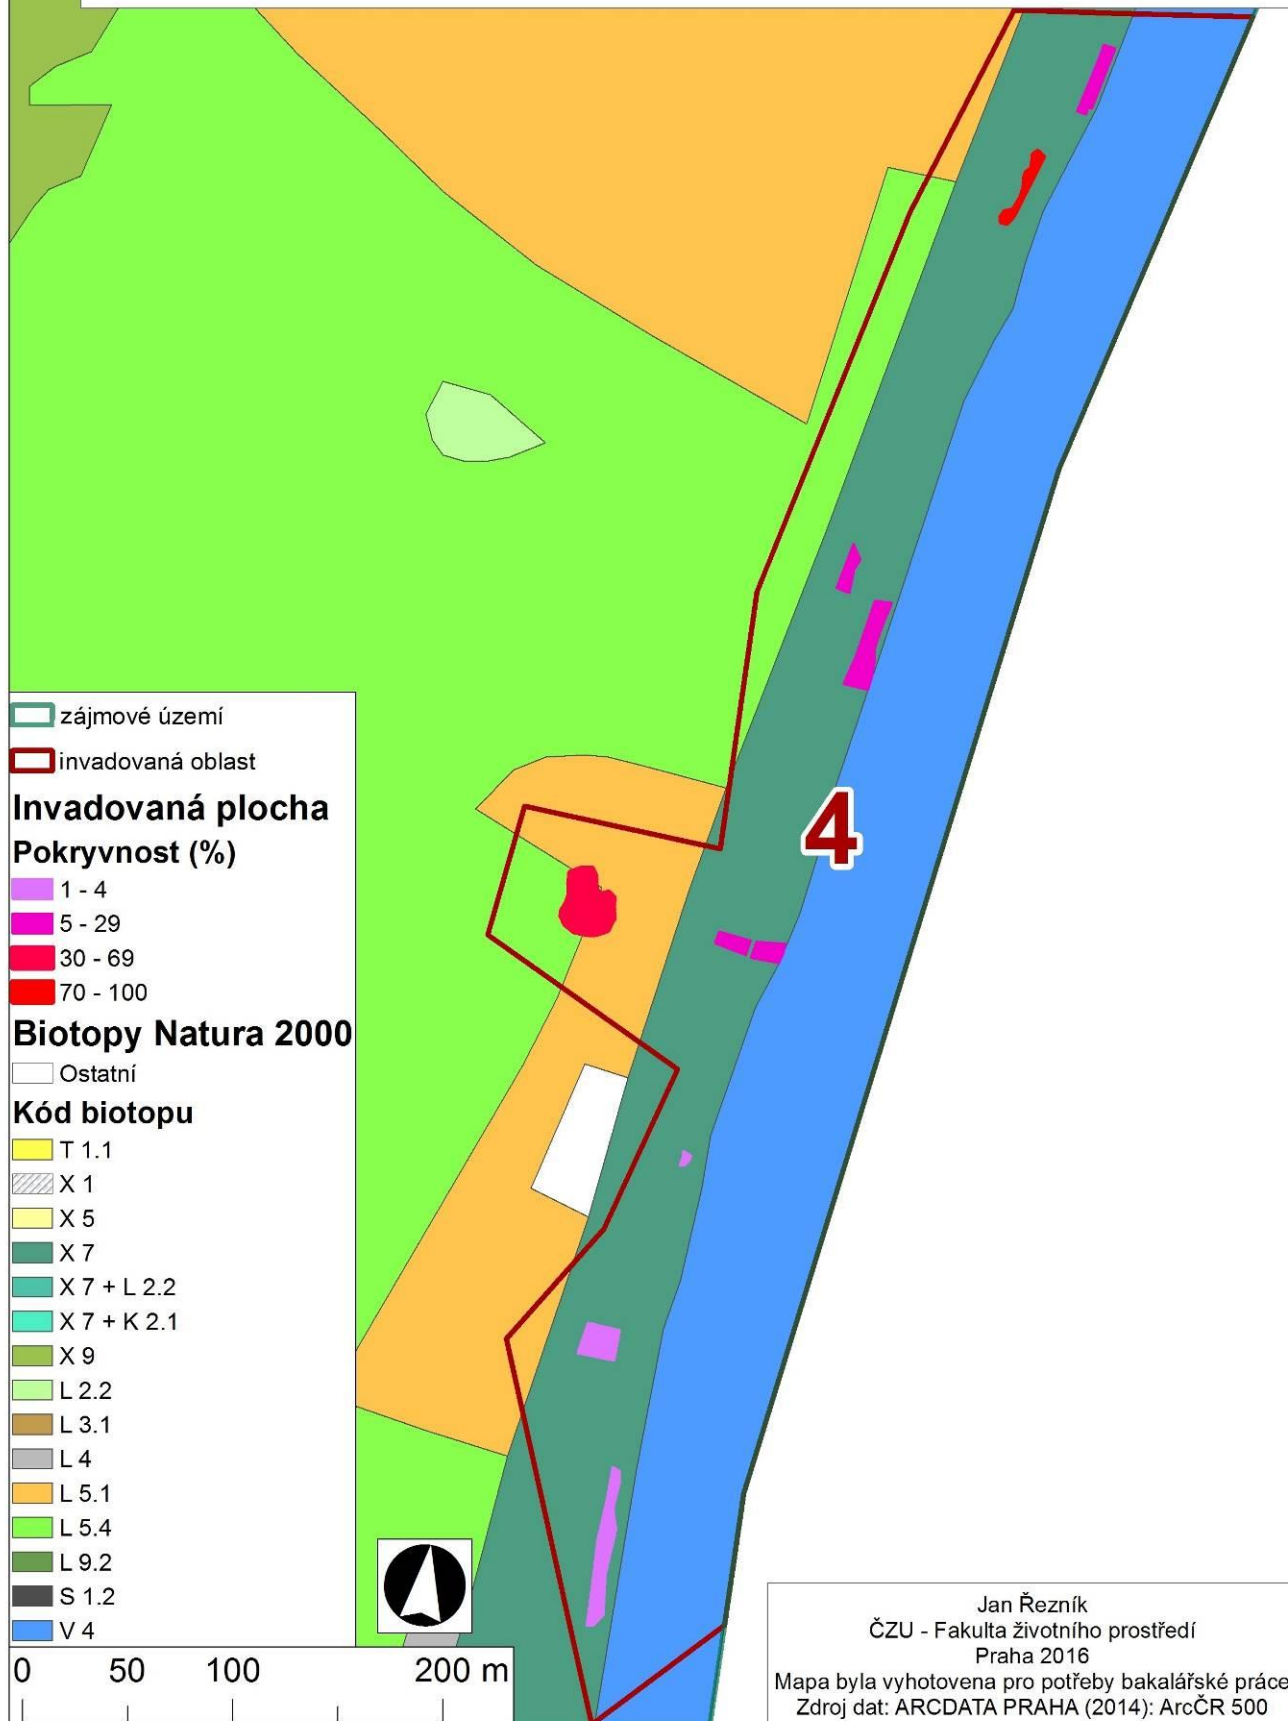 4
zájmové území
invadovaná oblast
Invadovaná plocha
Pokryvnost (%)
1 - 4
5 - 29
30 - 69
70 - 100
Biotopy Natura 2000
Ostatní
Kód biotopu
T 1.1
X 1
X 5
X 7
X 7 + L 2.2
X 7 + K 2.1
X 9
L 2.2
L 3.1
L 4
L 5.1
L 5.4
L 9.2
S 1.2
V 4
0 50 100 200 m
Jan Řezník
ČZU - Fakulta životního prostředí
Praha 2016
Mapa byla vyhotovena pro potřeby bakalářské práce
Zdroj dat: ARCDATA PRAHA (2014): ArcČR 500